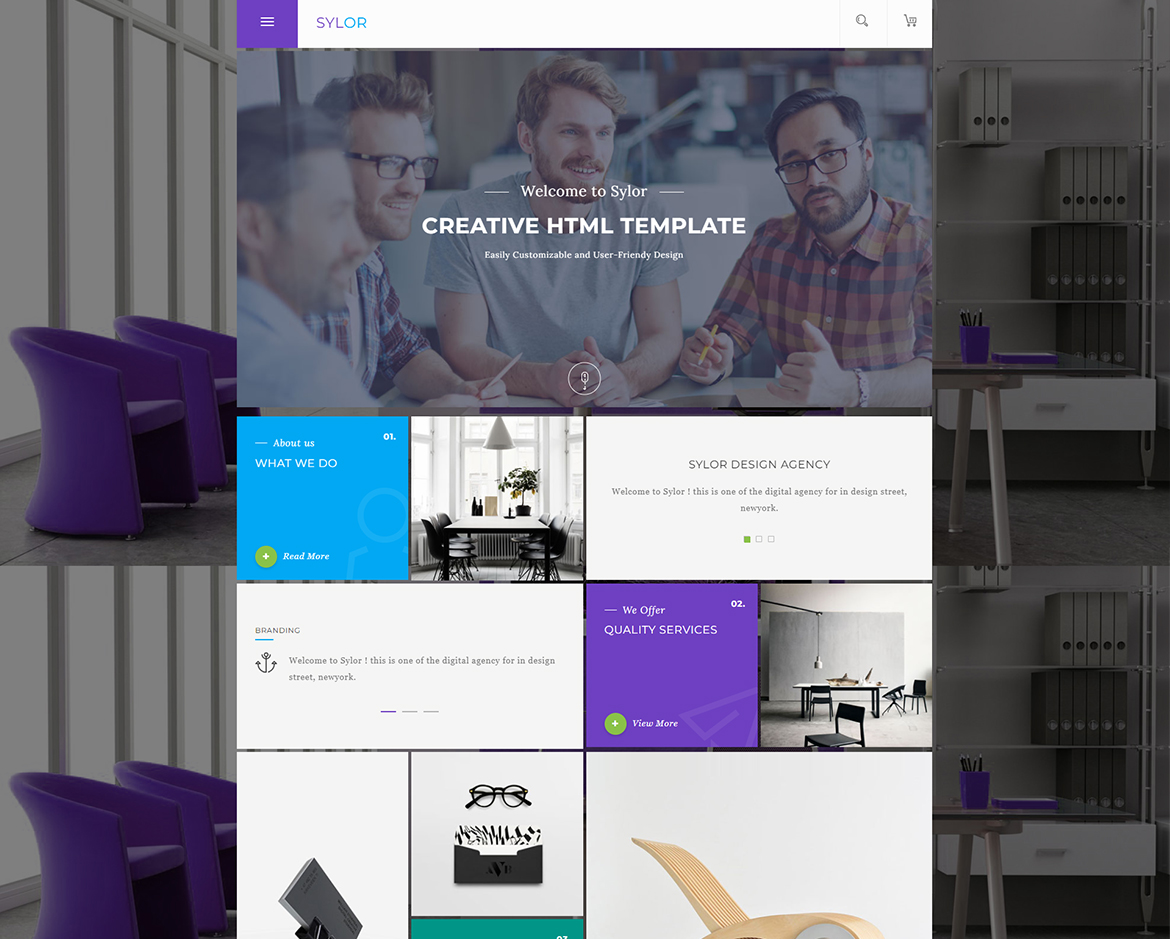 SYLOR
Welcome to Sylor
CREATIVE HTML TEMPLATE
Easily Customizable and User-Friendy Design
About us
01.
WHAT WE DO
Read More
SYLOR DESIGN AGENCY
Welcome to Sylor ! this is one of the digital agency for in design street,
newyork.
BRANDING
Welcome to Sylor ! this is one of the digital agency for in design
street, newyork.
We Offer
02.
QUALITY SERVICES
View More
03.